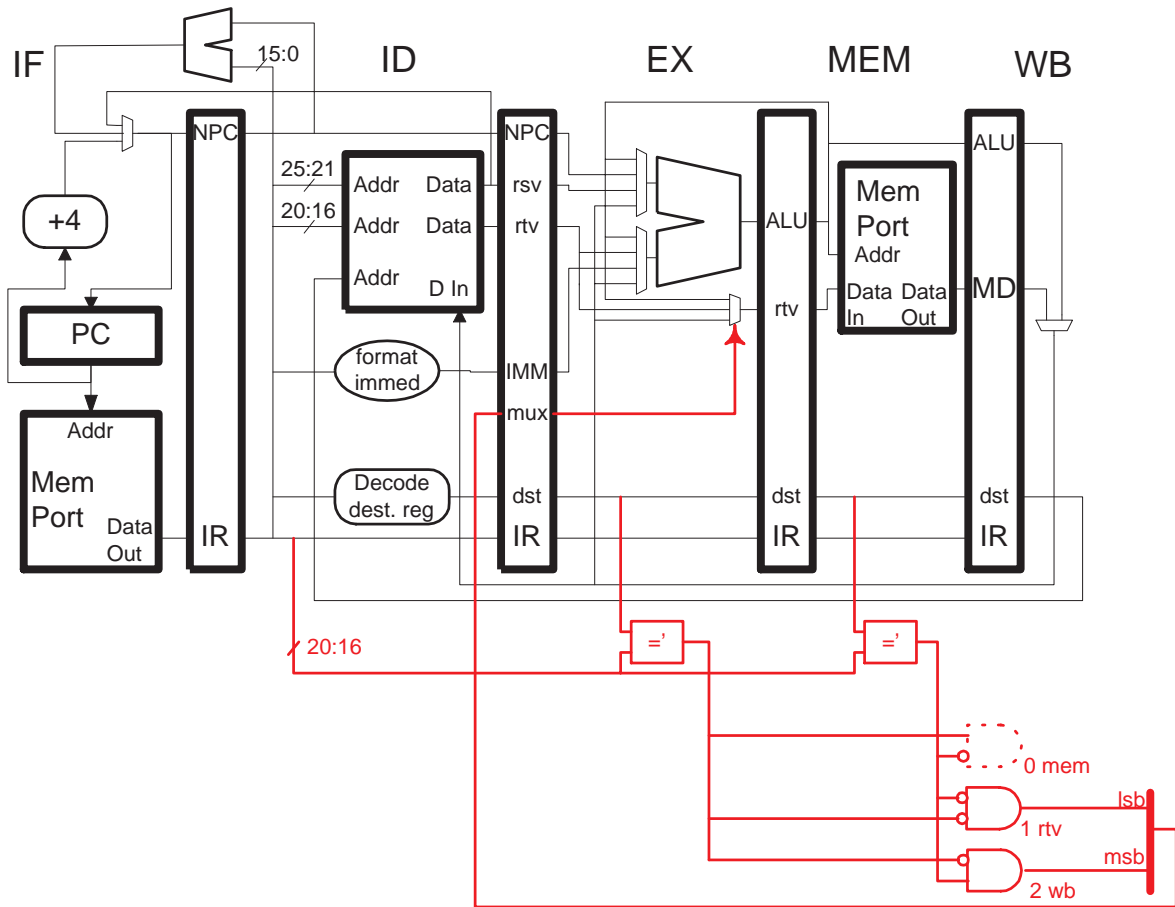 IF
ID
EX
MEM
WB
15:0
NPC
NPC
ALU
25:21
Addr
Data
rsv
20:16
Addr
Data
rtv
Addr
D In
+4
PC
ALU
Mem
Port
Addr
Data
In
Data
Out
MD
rtv
format
immed
IMM
mux
Addr
Mem
Port
Data
Out
IR
Decode
dest. reg
dst
IR
dst
IR
dst
IR
20:16
='
='
0 mem
1 rtv
2 wb
lsb
msb